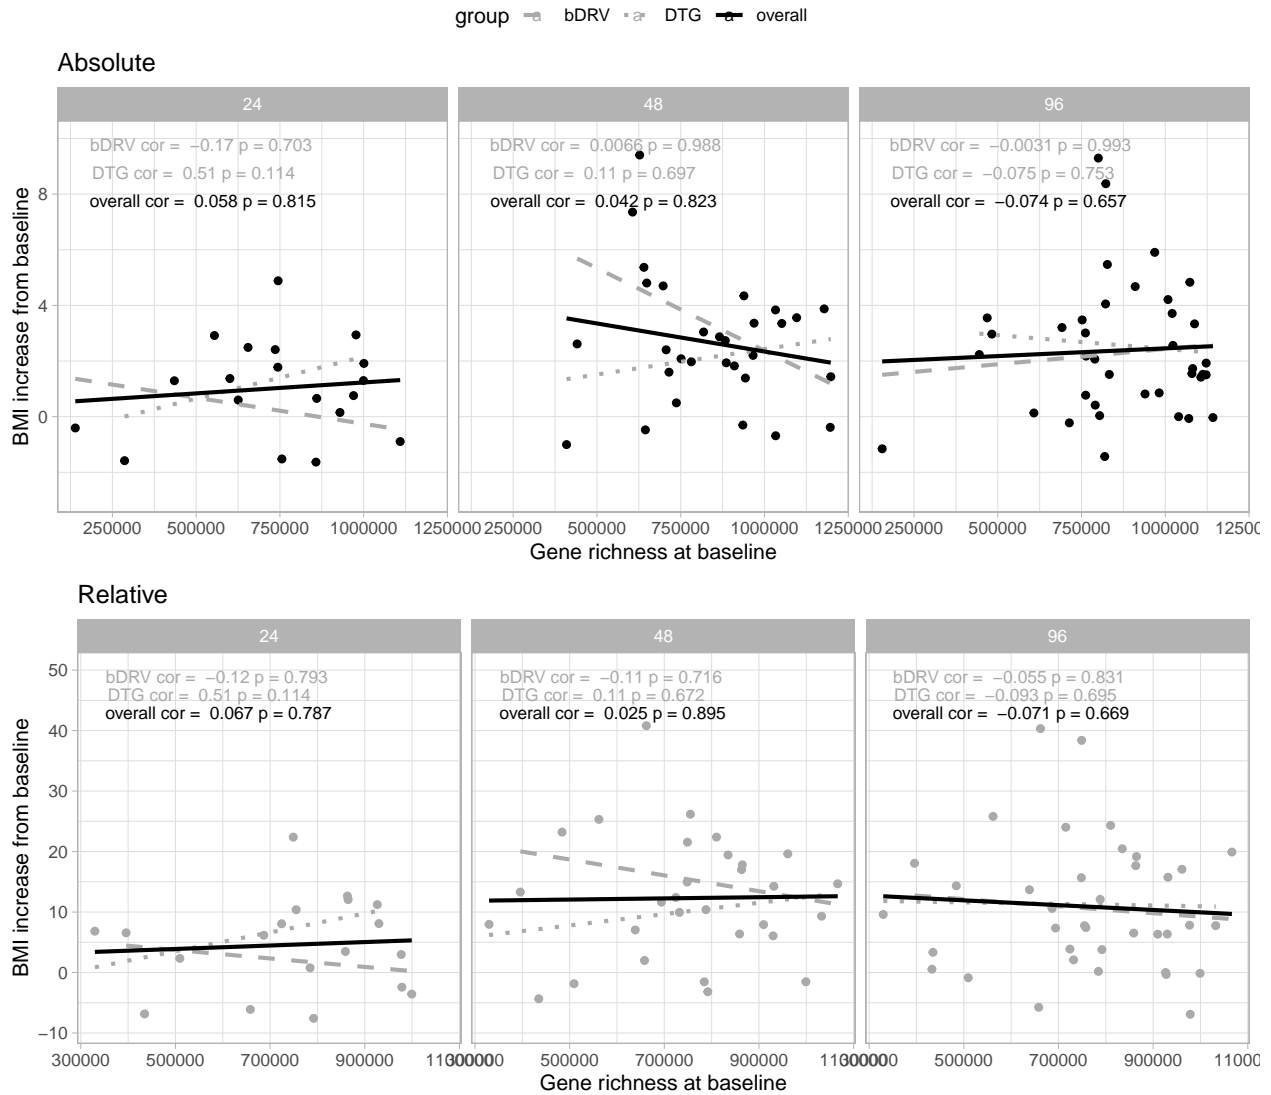 group a bDRV a DTG a overall
Absolute
24 48 96
bDRV cor = −0.17 p = 0.703
DTG cor = 0.51 p = 0.114
overall cor = 0.058 p = 0.815
bDRV cor = 0.0066 p = 0.988
DTG cor = 0.11 p = 0.697
overall cor = 0.042 p = 0.823
bDRV cor = −0.0031 p = 0.993
DTG cor = −0.075 p = 0.753
overall cor = −0.074 p = 0.657
BMI increase from baseline
8
4
0
250000 500000 750000 1000000 1250000 250000 500000 750000 1000000 1250000 250000 500000 750000 1000000 12500
Gene richness at baseline
Relative
24 48 96
bDRV cor = −0.12 p = 0.793
DTG cor = 0.51 p = 0.114
overall cor = 0.067 p = 0.787
bDRV cor = −0.11 p = 0.716
DTG cor = 0.11 p = 0.672
overall cor = 0.025 p = 0.895
bDRV cor = −0.055 p = 0.831
DTG cor = −0.093 p = 0.695
overall cor = −0.071 p = 0.669
BMI increase from baseline
50
40
30
20
10
0
−10
300000 500000 700000 900000 1100000 300000 500000 700000 900000 1100000 300000 500000 700000 900000 11000
Gene richness at baseline